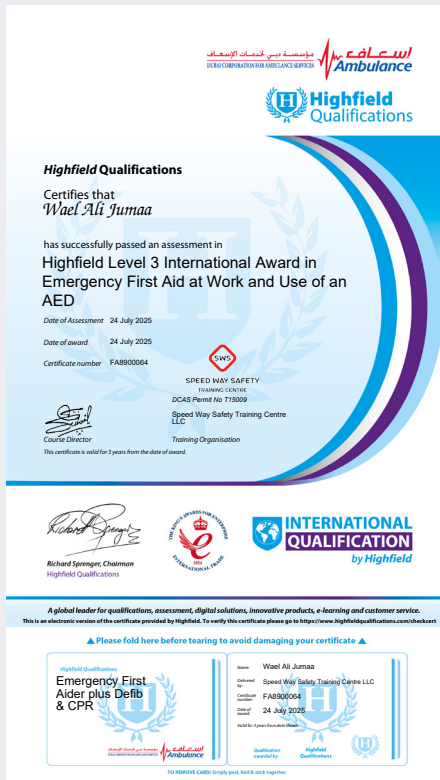 مؤسسة دبي لخدمات الإسعاف
DUBAI CORPORATION FOR AMBULANCE SERVICES
إسعاف
Ambulance
H Highfield
Qualifications
Highfield Qualifications
Certifies that
Wael Ali Jumaa
has successfully passed an assessment in
Highfield Level 3 International Award in
Emergency First Aid at Work and Use of an
AED
Date of Assessment 24 July 2025
Date of award 24 July 2025
Certificate number FA8900064
SWS
SPEED WAY SAFETY
TRAINING CENTRE
DCAS Permit No T15009
Speed Way Safety Training Centre
LLC
Course Director
Training Organisation
This certificate is valid for 3 years from the date of award.
Richard Sprenger
Richard Sprenger, Chairman
Highfield Qualifications
THE KING'S AWARDS FOR ENTERPRISE
e
2024
INTERNATIONAL TRADE
INTERNATIONAL
QUALIFICATION
by Highfield
A global leader for qualifications, assessment, digital solutions, innovative products, e-learning and customer service.
This is an electronic version of the certificate provided by Highfield. To verify this certificate please go to https://www.highfieldqualifications.com/checkcert
Please fold here before tearing to avoid damaging your certificate
Highfield Qualifications
Emergency First
Aider plus Defib
& CPR
إسعاف
Ambulance
Name: Wael Ali Jumaa
Delivered by: Speed Way Safety Training Centre LLC
Certificate number FA8900064
Date of award: 24 July 2025
Valid for 3 years from date shown
Qualification
awarded by:
Highfield
Qualifications
TO REMOVE CARD: Simply peel, fold & stick together